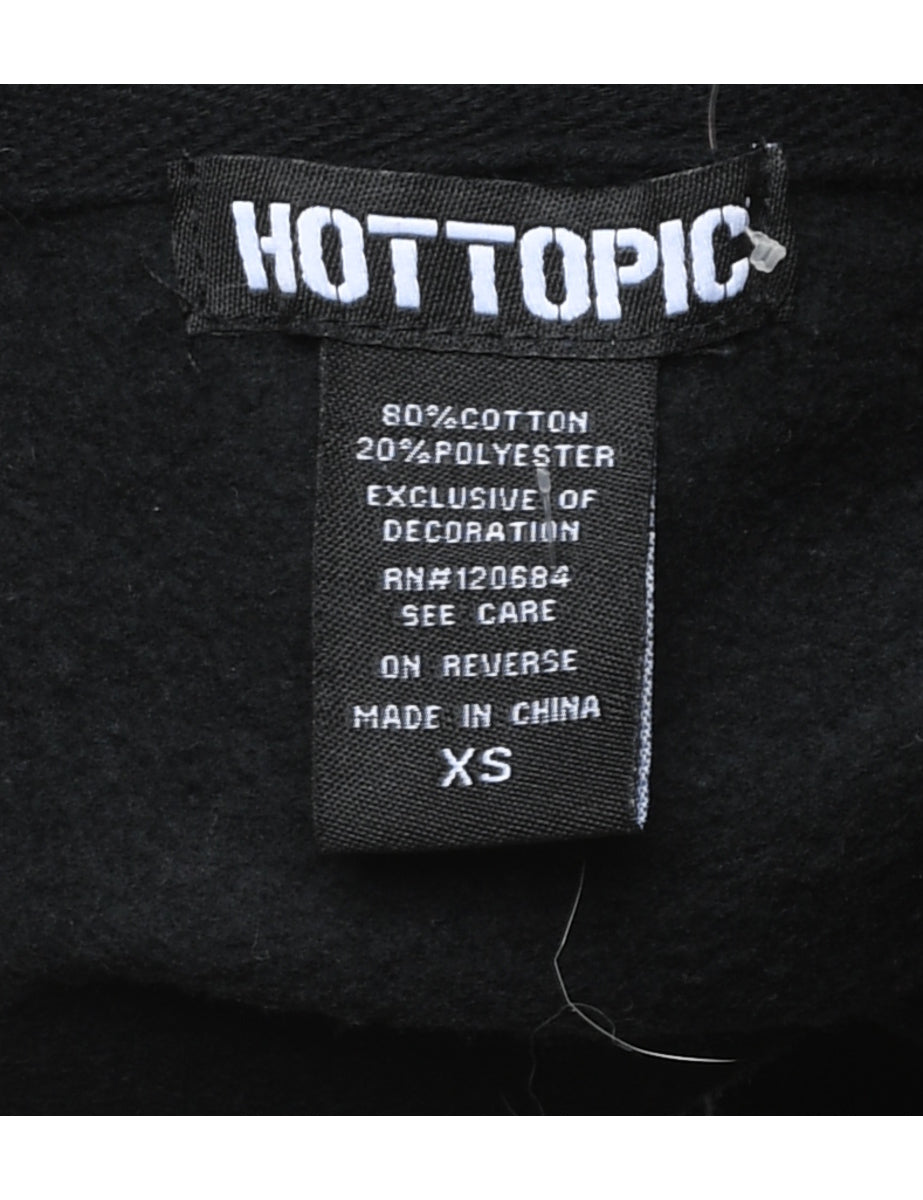 HOTTOPIC
80%COTTON
20%POLYESTER
EXCLUSIVE OF
DECORATION
RN#120684
SEE CARE
ON REVERSE
MADE IN CHINA
XS